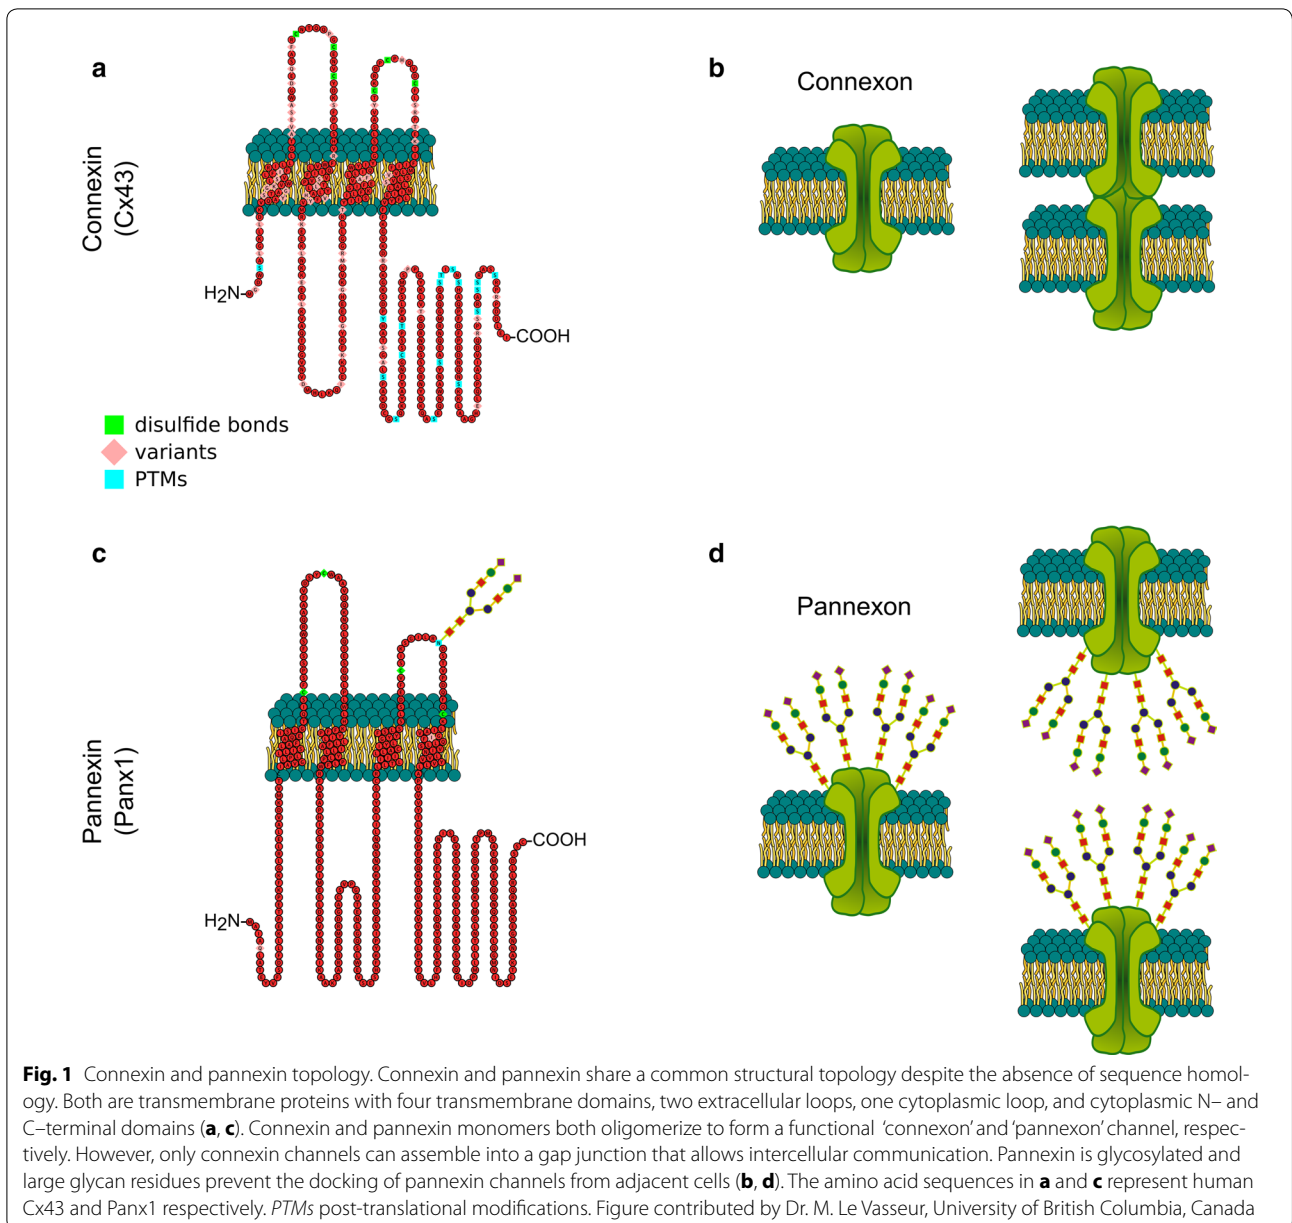 a
b
Connexin
(Cx43)
Connexon
H2N
COOH
disulfide bonds
variants
PTMs
c
d
Pannexin
(Panx1)
Pannexon
COOH
H2N
Fig. 1 Connexin and pannexin topology. Connexin and pannexin share a common structural topology despite the absence of sequence homol-
ogy. Both are transmembrane proteins with four transmembrane domains, two extracellular loops, one cytoplasmic loop, and cytoplasmic N– and
C–terminal domains (a, c). Connexin and pannexin monomers both oligomerize to form a functional ‘connexon’ and ‘pannexon’ channel, respec-
tively. However, only connexin channels can assemble into a gap junction that allows intercellular communication. Pannexin is glycosylated and
large glycan residues prevent the docking of pannexin channels from adjacent cells (b, d). The amino acid sequences in a and c represent human
Cx43 and Panx1 respectively. PTMs post-translational modifications. Figure contributed by Dr. M. Le Vasseur, University of British Columbia, Canada